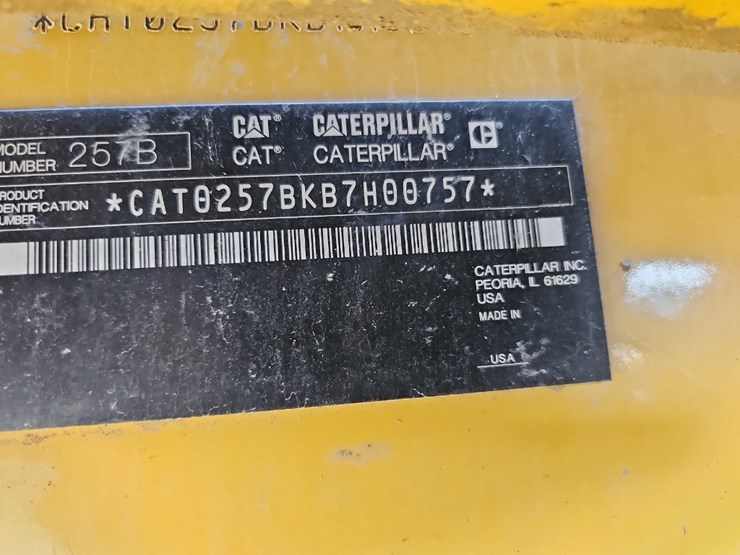 CAT® CATERPILLAR®
MODEL NUMBER 257B CAT® CATERPILLAR® C
PRODUCT IDENTIFICATION NUMBER *CAT0257BKB7H00757*
CATERPILLAR INC.
PEORIA, IL 61629
USA
MADE IN
USA